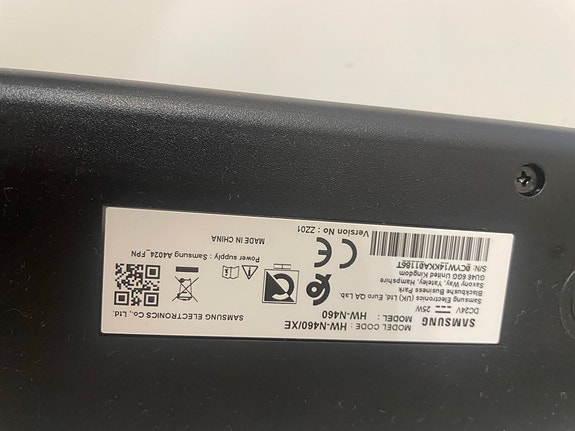 SAMSUNG
MODEL CODE : HW-N460/XE
MODEL : HW-N460
DC24V 25W
Samsung Electronics (UK) Ltd, Euro QA Lab.
Blackbushe Business Park
Saxony Way, Yateley, Hampshire
GU46 6GG United Kingdom
S/N: 0CYW14KKA01186T
Version No : ZZ01
CE
SAMSUNG ELECTRONICS Co., Ltd.
Power supply : Samsung A4024_FPN
MADE IN CHINA